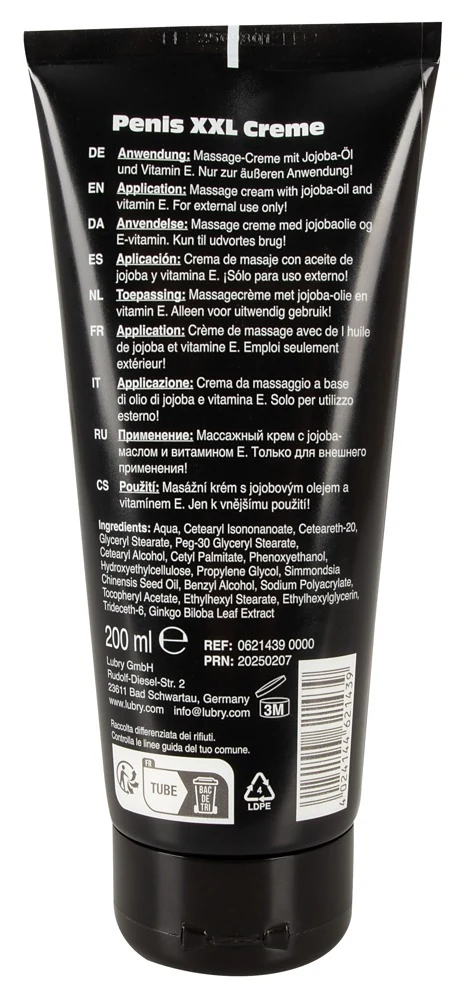 Penis XXL Creme
DE Anwendung: Massage-Creme mit Jojoba-Öl
und Vitamin E. Nur zur äußeren Anwendung!
EN Application: Massage cream with jojoba-oil and
vitamin E. For external use only!
DA Anvendelse: Massage creme med jojobaolie og
E-vitamin. Kun til udvortes brug!
ES Aplicación: Crema de masaje con aceite de
jojoba y vitamina E. ¡Sólo para uso externo!
NL Toepassing: Massagecrème met jojoba-olie en
vitamin E. Alleen voor uitwendig gebruik!
FR Application: Crème de massage avec de l huile
de jojoba et vitamine E. Emploi seulement
extérieur!
IT Applicazione: Crema da massaggio a base
di olio di jojoba e vitamina E. Solo per utilizzo
esterno!
RU Применение: Массажный крем с jojoba-
маслом и витамином Е. Только для внешнего
применения!
CS Použití: Masážní krém s jojobovým olejem a
vitamínem E. Jen k vnějšímu použití!
Ingredients: Aqua, Cetearyl Isononanoate, Ceteareth-20,
Glyceryl Stearate, Peg-30 Glyceryl Stearate,
Cetearyl Alcohol, Cetyl Palmitate, Phenoxyethanol,
Hydroxyethylcellulose, Propylene Glycol, Simmondsia
Chinensis Seed Oil, Benzyl Alcohol, Sodium Polyacrylate,
Tocopheryl Acetate, Ethylhexyl Stearate, Ethylhexylglycerin,
Trideceth-6, Ginkgo Biloba Leaf Extract
200 ml e
REF: 0621439 0000
PRN: 20250207
Lubry GmbH
Rudolf-Diesel-Str. 2
23611 Bad Schwartau, Germany
www.lubry.com info@lubry.com
3M
Raccolta differenziata dei rifiuti.
Controlla le linee guida del tuo comune.
FR
TUBE
BAC
DE
TRI
4
LDPE
4024144621439